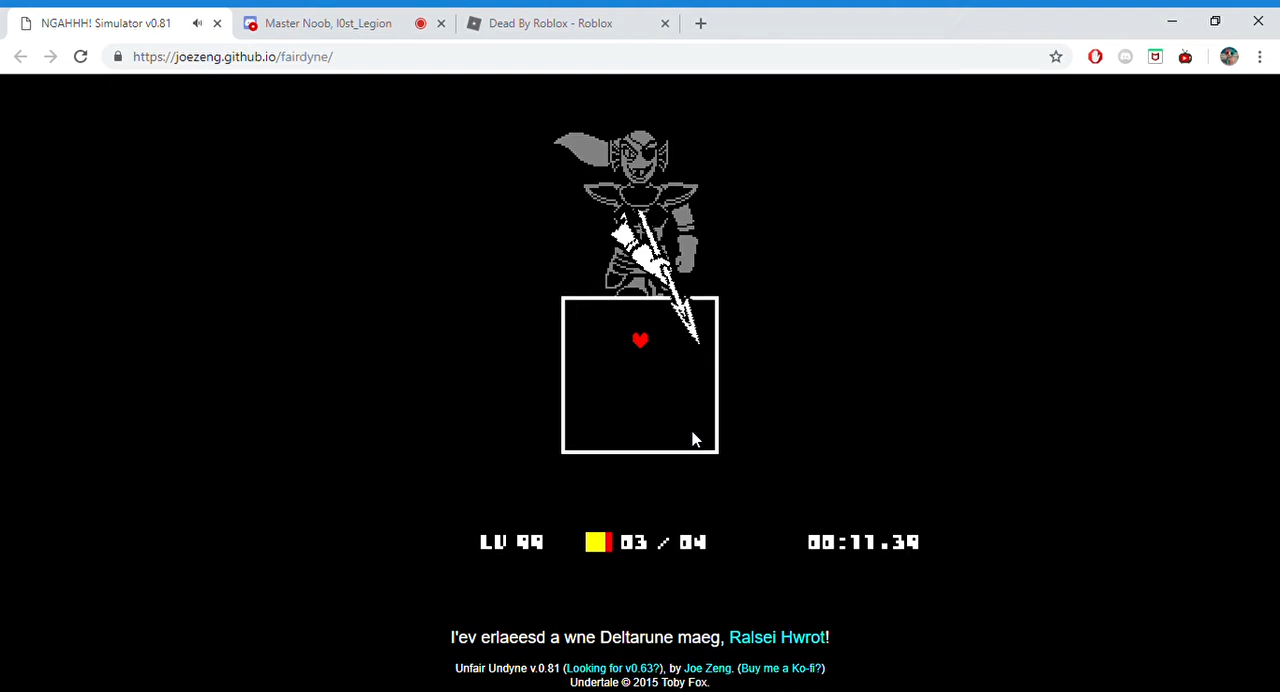 NGAHHH! Simulator v0.81
Master Noob, l0st_Legion
Dead By Roblox - Roblox
https://joezeng.github.io/fairdyne/
LV 99 03 / 04 00:11.39
I'ev erlaeesd a wne Deltarune maeg, Ralsei Hwrot!
Unfair Undyne v.0.81 (Looking for v0.63?), by Joe Zeng. (Buy me a Ko-fi?)
Undertale © 2015 Toby Fox.